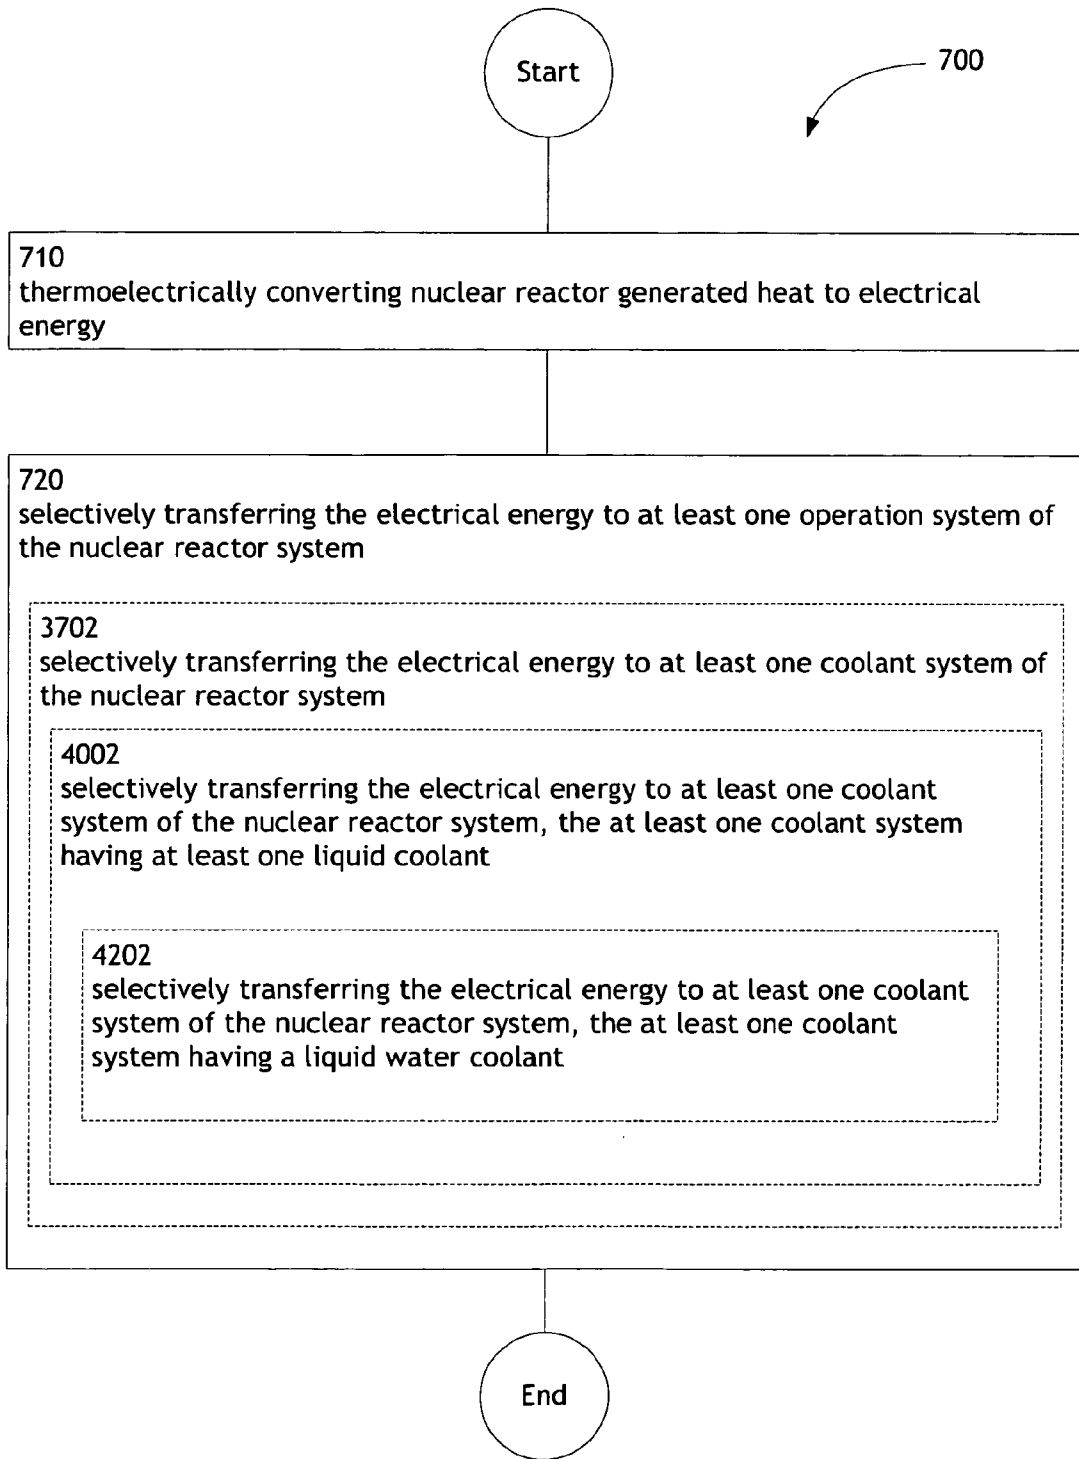 Start
700
710
thermoelectrically converting nuclear reactor generated heat to electrical
energy
720
selectively transferring the electrical energy to at least one operation system of
the nuclear reactor system
3702
selectively transferring the electrical energy to at least one coolant system of
the nuclear reactor system
4002
selectively transferring the electrical energy to at least one coolant
system of the nuclear reactor system, the at least one coolant system
having at least one liquid coolant
4202
selectively transferring the electrical energy to at least one coolant
system of the nuclear reactor system, the at least one coolant
system having a liquid water coolant
End